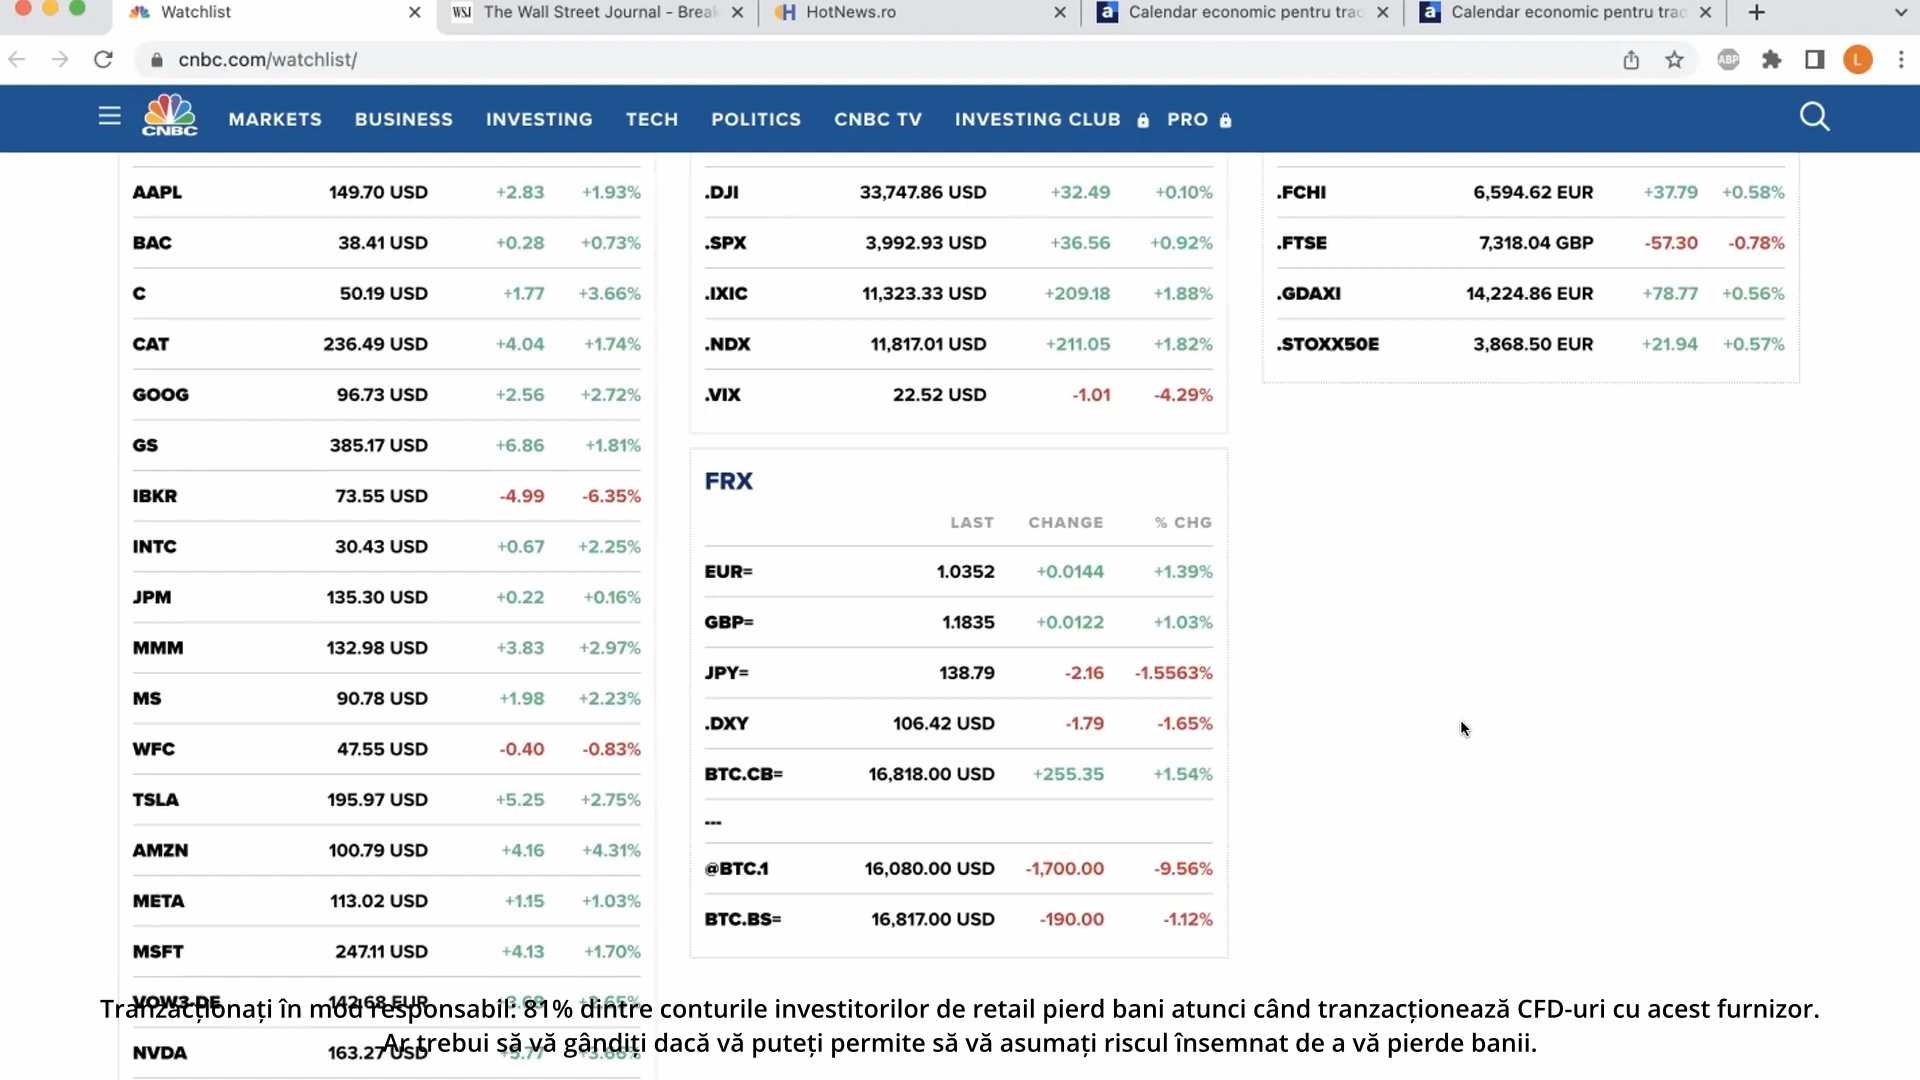 Watchlist
WSJ The Wall Street Journal - Break
H HotNews.ro
a Calendar economic pentru trac
a Calendar economic pentru trac
cnbc.com/watchlist/
ABP
L
CNBC
MARKETS BUSINESS INVESTING TECH POLITICS CNBC TV INVESTING CLUB PRO
AAPL 149.70 USD +2.83 +1.93%
BAC 38.41 USD +0.28 +0.73%
C 50.19 USD +1.77 +3.66%
CAT 236.49 USD +4.04 +1.74%
GOOG 96.73 USD +2.56 +2.72%
GS 385.17 USD +6.86 +1.81%
IBKR 73.55 USD -4.99 -6.35%
INTC 30.43 USD +0.67 +2.25%
JPM 135.30 USD +0.22 +0.16%
MMM 132.98 USD +3.83 +2.97%
MS 90.78 USD +1.98 +2.23%
WFC 47.55 USD -0.40 -0.83%
TSLA 195.97 USD +5.25 +2.75%
AMZN 100.79 USD +4.16 +4.31%
META 113.02 USD +1.15 +1.03%
MSFT 247.11 USD +4.13 +1.70%
VOW3-DE 142.68 EUR
NVDA 163.27 USD
.DJI 33,747.86 USD +32.49 +0.10%
.SPX 3,992.93 USD +36.56 +0.92%
.IXIC 11,323.33 USD +209.18 +1.88%
.NDX 11,817.01 USD +211.05 +1.82%
.VIX 22.52 USD -1.01 -4.29%
FRX
LAST CHANGE % CHG
EUR= 1.0352 +0.0144 +1.39%
GBP= 1.1835 +0.0122 +1.03%
JPY= 138.79 -2.16 -1.5563%
.DXY 106.42 USD -1.79 -1.65%
BTC.CB= 16,818.00 USD +255.35 +1.54%
---
@BTC.1 16,080.00 USD -1,700.00 -9.56%
BTC.BS= 16,817.00 USD -190.00 -1.12%
.FCHI 6,594.62 EUR +37.79 +0.58%
.FTSE 7,318.04 GBP -57.30 -0.78%
.GDAXI 14,224.86 EUR +78.77 +0.56%
.STOXX50E 3,868.50 EUR +21.94 +0.57%
Tranzacționați în mod responsabil: 81% dintre conturile investitorilor de retail pierd bani atunci când tranzacționează CFD-uri cu acest furnizor.
Ar trebui să vă gândiți dacă vă puteți permite să vă asumați riscul însemnat de a vă pierde banii.